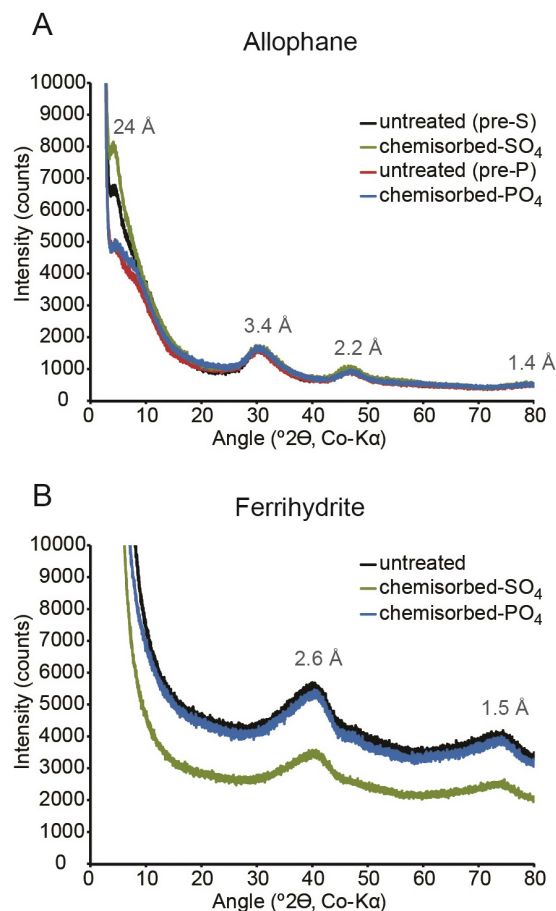 A
Allophane
10000
9000
8000
7000
6000
5000
4000
3000
2000
1000
0
Intensity (counts)
24 Å
3.4 Å
2.2 Å
1.4 Å
untreated (pre-S)
chemisorbed-SO₄
untreated (pre-P)
chemisorbed-PO₄
0 10 20 30 40 50 60 70 80
Angle (º2Θ, Co-Kα)
B
Ferrihydrite
10000
9000
8000
7000
6000
5000
4000
3000
2000
1000
0
Intensity (counts)
untreated
chemisorbed-SO₄
chemisorbed-PO₄
2.6 Å
1.5 Å
0 10 20 30 40 50 60 70 80
Angle (º2Θ, Co-Kα)